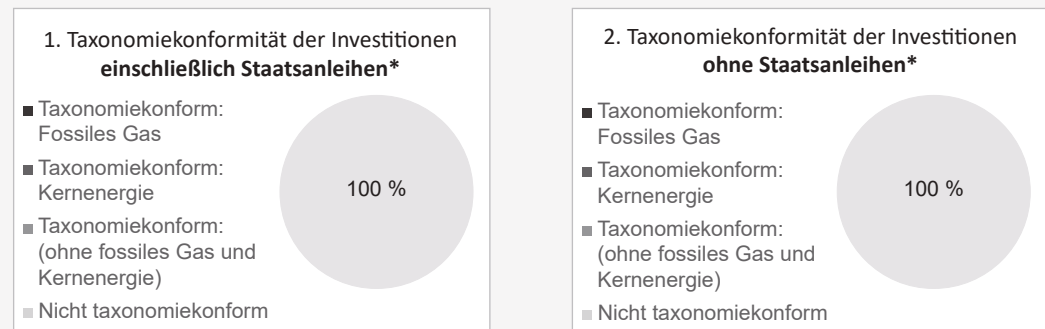 1. Taxonomiekonformität der Investitionen
einschließlich Staatsanleihen*
Taxonomiekonform:
Fossiles Gas
Taxonomiekonform:
Kernenergie
Taxonomiekonform:
(ohne fossiles Gas und
Kernenergie)
Nicht taxonomiekonform
100 %
2. Taxonomiekonformität der Investitionen
ohne Staatsanleihen*
Taxonomiekonform:
Fossiles Gas
Taxonomiekonform:
Kernenergie
Taxonomiekonform:
(ohne fossiles Gas und
Kernenergie)
Nicht taxonomiekonform
100 %